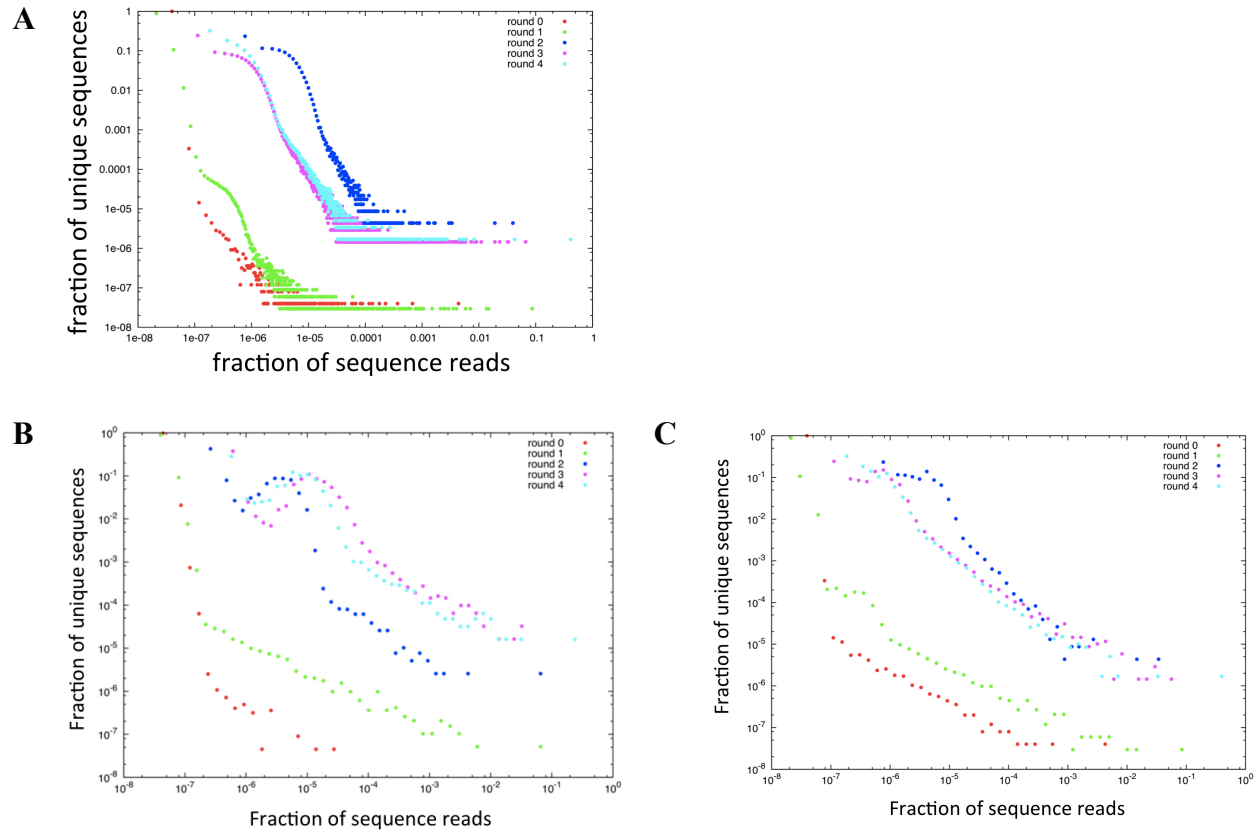 A
fraction of unique sequences
1
0.1
0.01
0.001
0.0001
1e-05
1e-06
1e-07
1e-08
round 0
round 1
round 2
round 3
round 4
1e-08 1e-07 1e-06 1e-05 0.0001 0.001 0.01 0.1 1
fraction of sequence reads
B
Fraction of unique sequences
10^0
10^-1
10^-2
10^-3
10^-4
10^-5
10^-6
10^-7
10^-8
round 0
round 1
round 2
round 3
round 4
10^-8 10^-7 10^-6 10^-5 10^-4 10^-3 10^-2 10^-1 10^0
Fraction of sequence reads
C
Fraction of unique sequences
10^0
10^-1
10^-2
10^-3
10^-4
10^-5
10^-6
10^-7
10^-8
round 0
round 1
round 2
round 3
round 4
10^-8 10^-7 10^-6 10^-5 10^-4 10^-3 10^-2 10^-1 10^0
Fraction of sequence reads